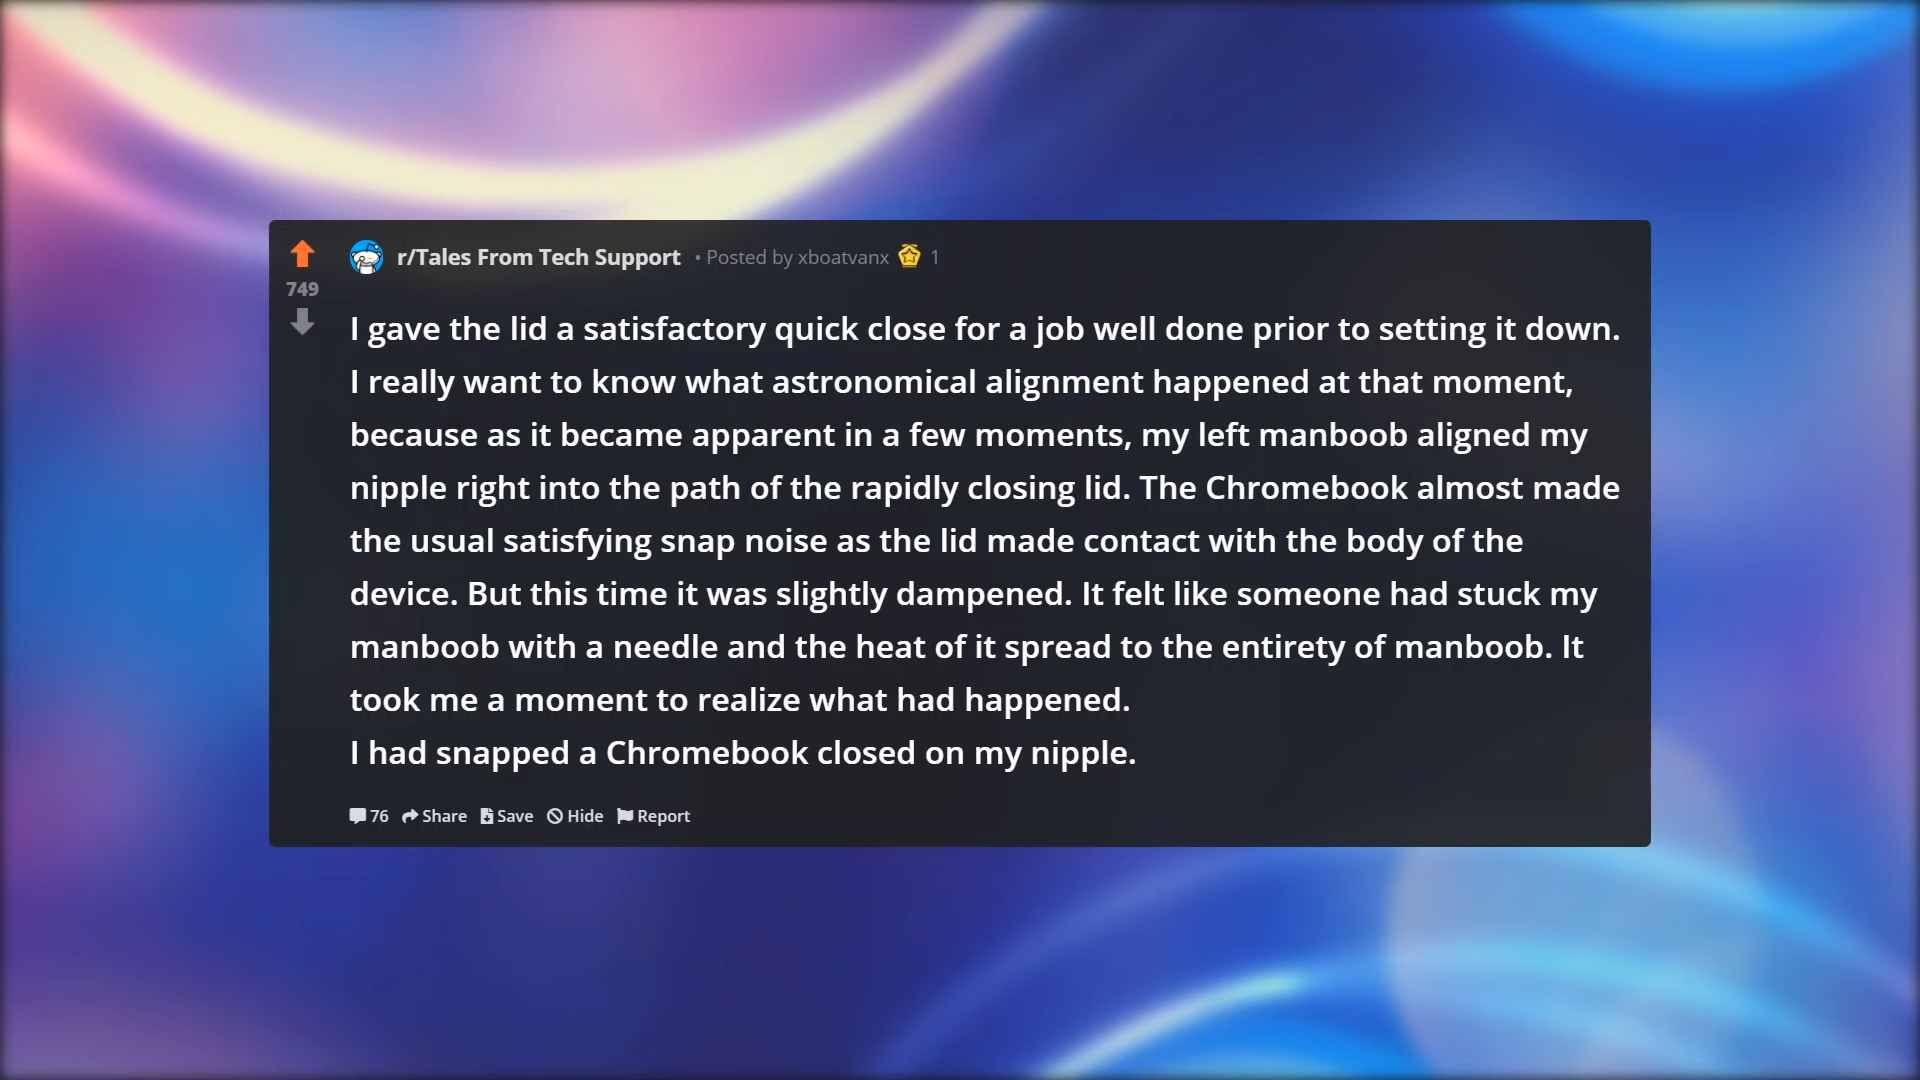 r/Tales From Tech Support • Posted by xboatvanx 1
749
I gave the lid a satisfactory quick close for a job well done prior to setting it down.
I really want to know what astronomical alignment happened at that moment,
because as it became apparent in a few moments, my left manboob aligned my
nipple right into the path of the rapidly closing lid. The Chromebook almost made
the usual satisfying snap noise as the lid made contact with the body of the
device. But this time it was slightly dampened. It felt like someone had stuck my
manboob with a needle and the heat of it spread to the entirety of manboob. It
took me a moment to realize what had happened.
I had snapped a Chromebook closed on my nipple.
76 Share Save Hide Report